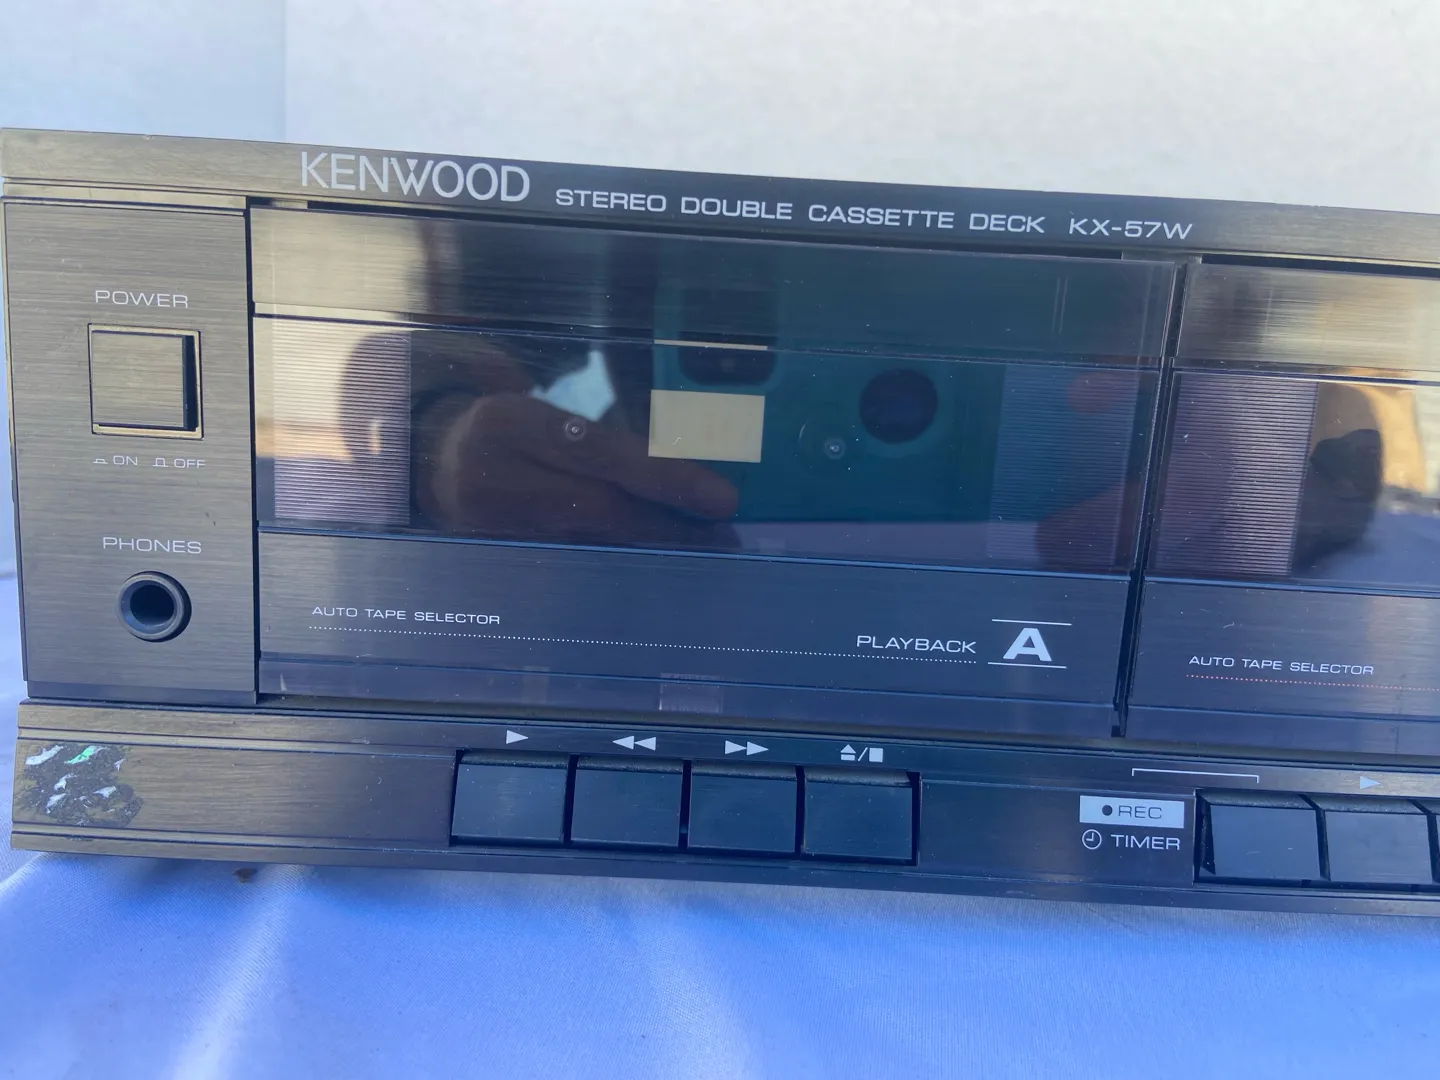 KENWOOD STEREO DOUBLE CASSETTE DECK KX-57W
POWER
ON OFF
PHONES
AUTO TAPE SELECTOR
PLAYBACK A
AUTO TAPE SELECTOR
REC
TIMER